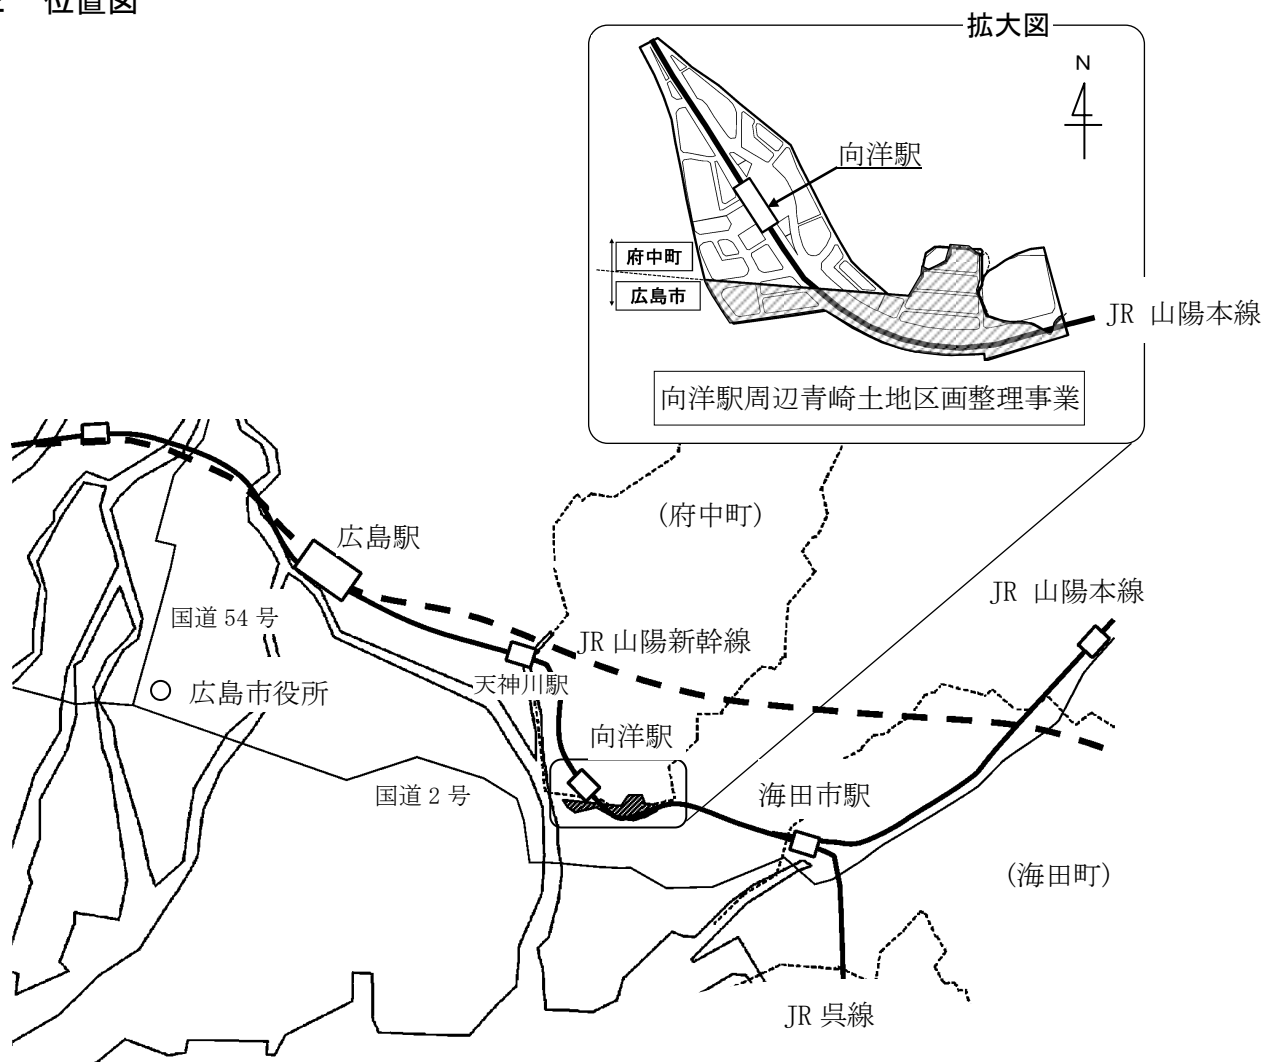 位置図
拡大図
N
向洋駅
府中町
広島市
JR 山陽本線
向洋駅周辺青崎土地区画整理事業
(府中町)
広島駅
JR 山陽本線
国道 54 号
JR 山陽新幹線
天神川駅
広島市役所
向洋駅
国道 2 号
海田市駅
(海田町)
JR 呉線